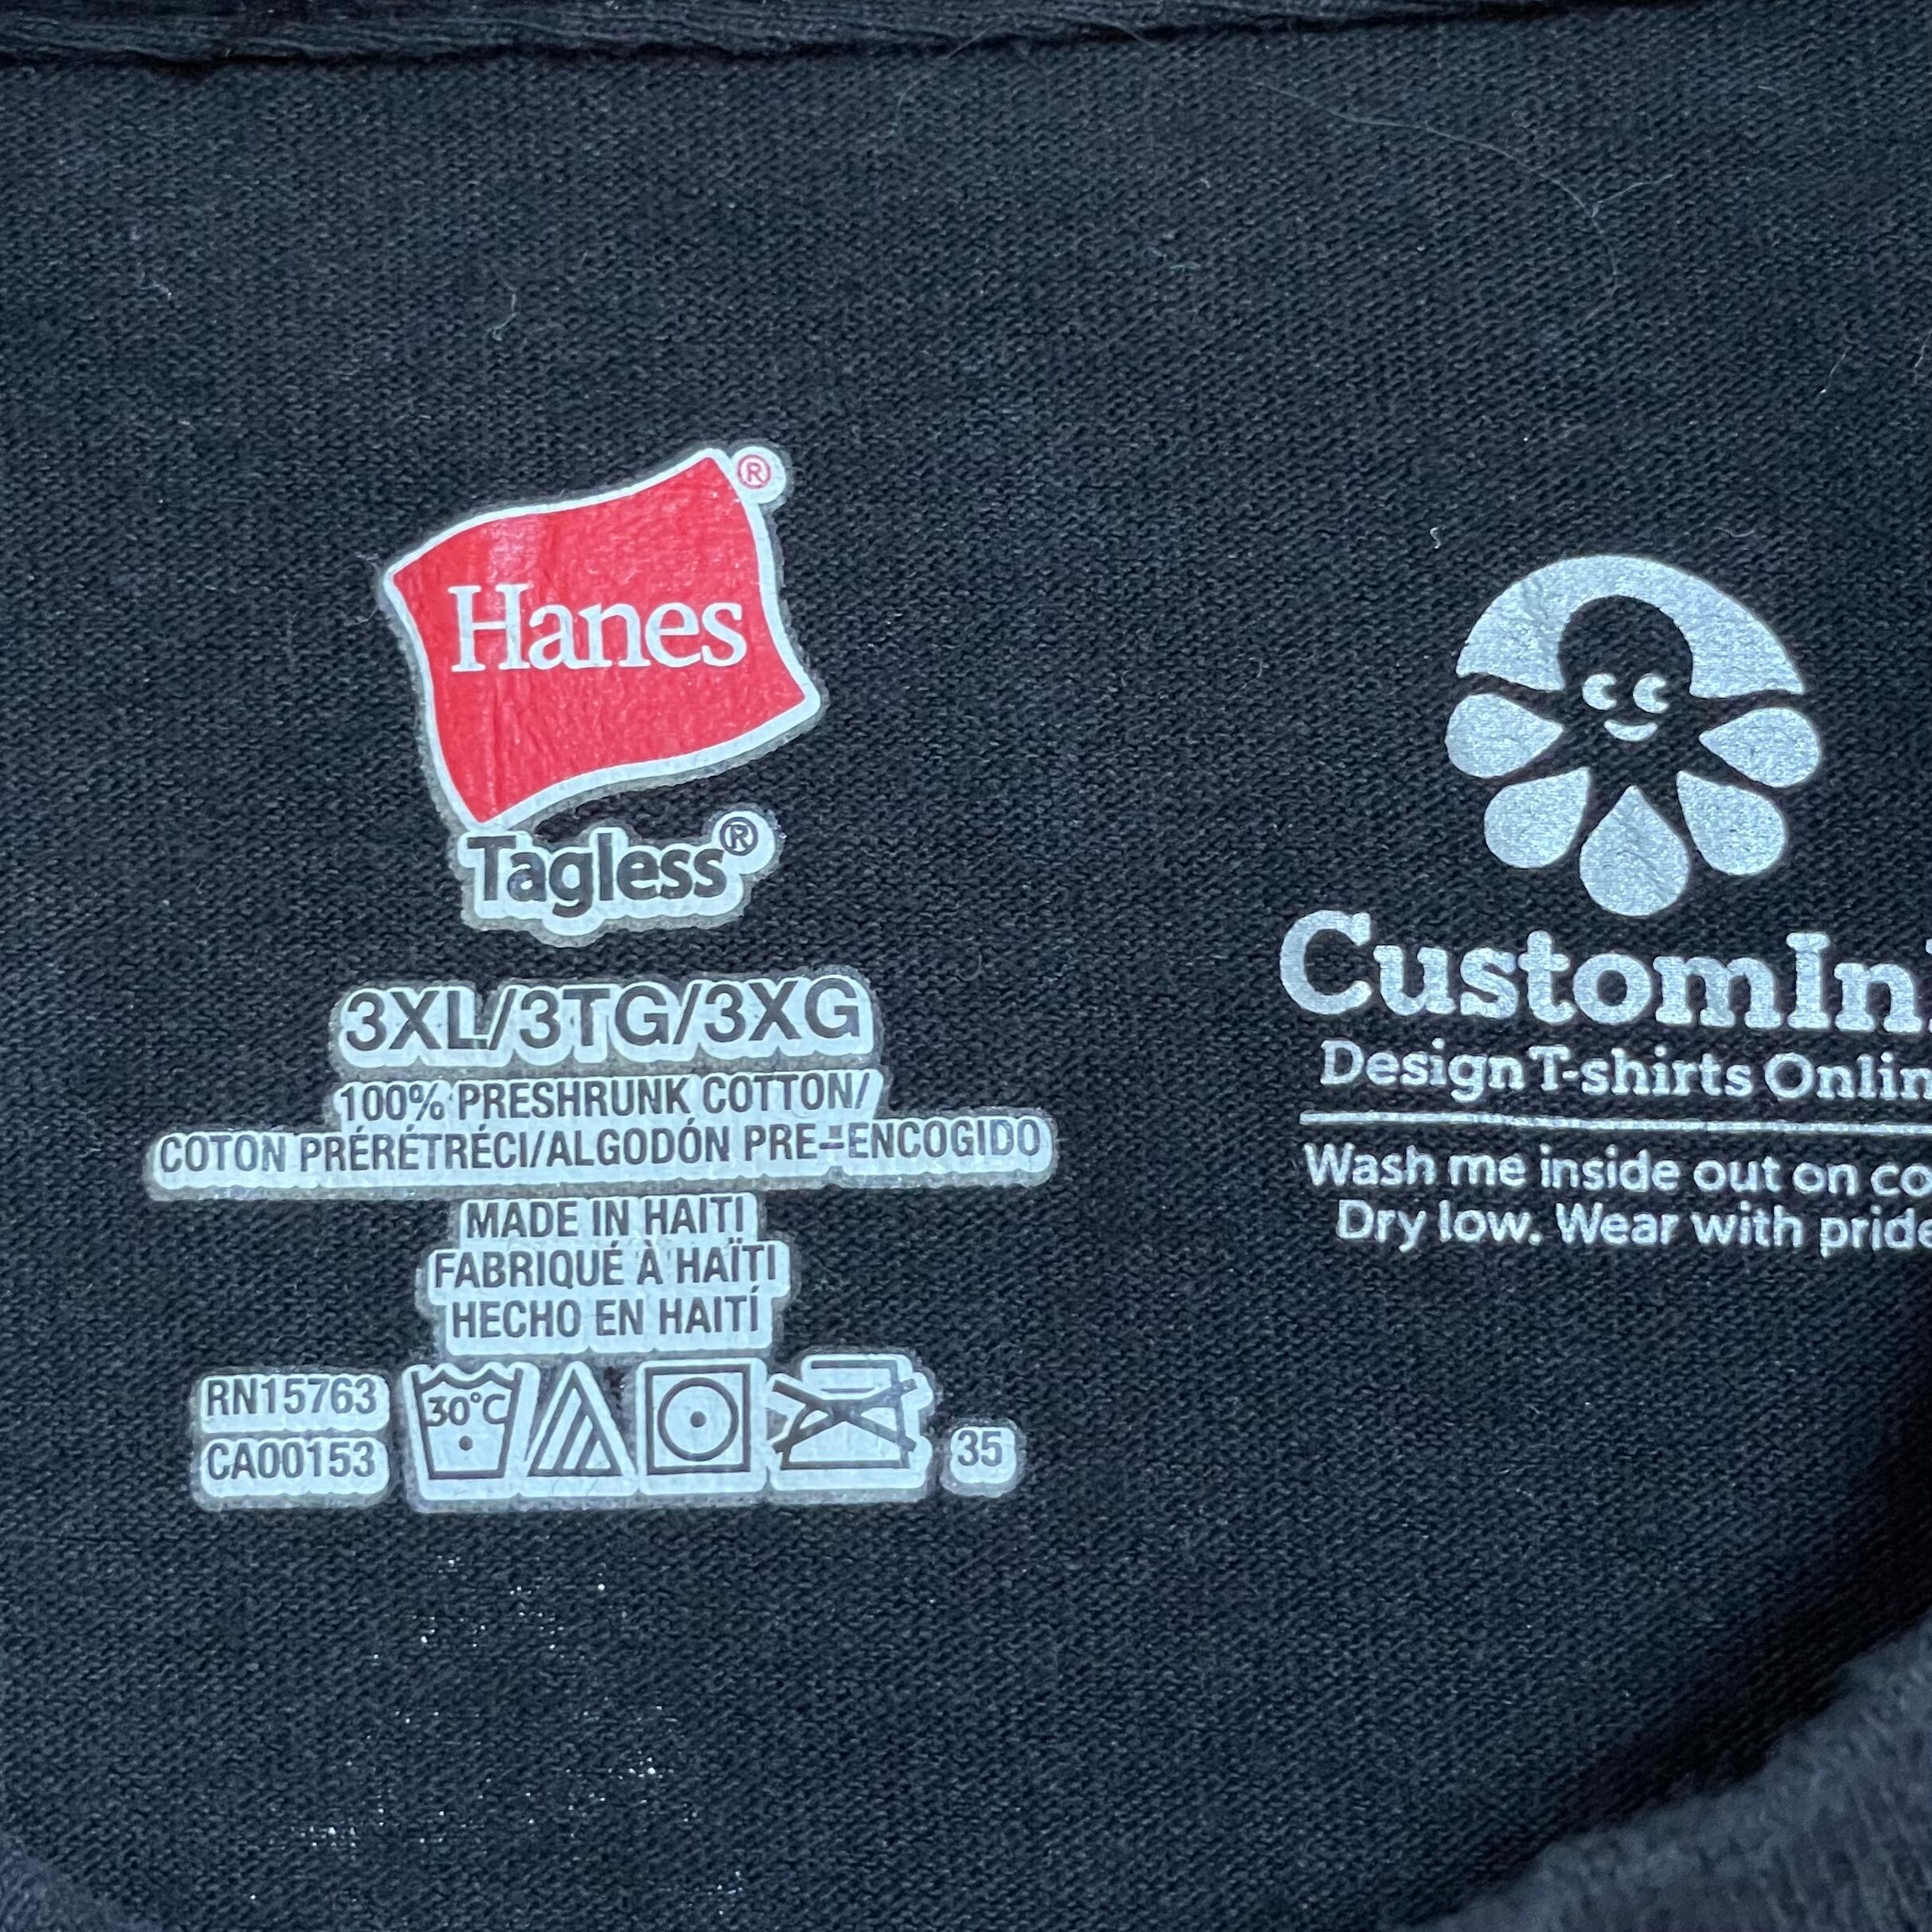 Hanes®
Tagless®
3XL/3TG/3XG
100% PRESHRUNK COTTON/
COTON PRÉRÉTRÉCI/ALGODÓN PRE-ENCOGIDO
MADE IN HAITI
FABRIQUÉ À HAÏTI
HECHO EN HAITÍ
RN15763
CA00153
30°C
35
CustomIn
Design T-shirts Onlin
Wash me inside out on co
Dry low. Wear with pride